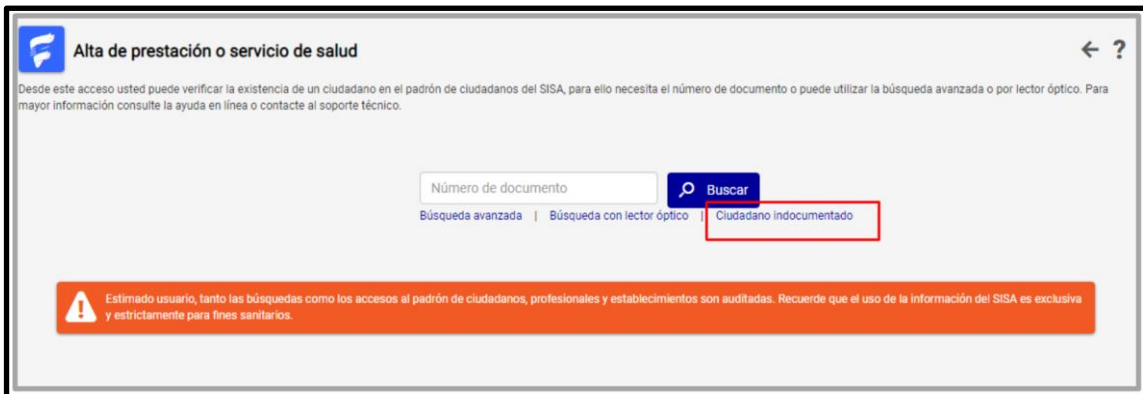 Alta de prestación o servicio de salud
?
Desde este acceso usted puede verificar la existencia de un ciudadano en el padrón de ciudadanos del SISA, para ello necesita el número de documento o puede utilizar la búsqueda avanzada o por lector óptico. Para
mayor información consulte la ayuda en línea o contacte al soporte técnico.
Número de documento Buscar
Búsqueda avanzada | Búsqueda con lector óptico | Ciudadano indocumentado
Estimado usuario, tanto las búsquedas como los accesos al padrón de ciudadanos, profesionales y establecimientos son auditadas. Recuerde que el uso de la información del SISA es exclusiva
y estrictamente para fines sanitarios.